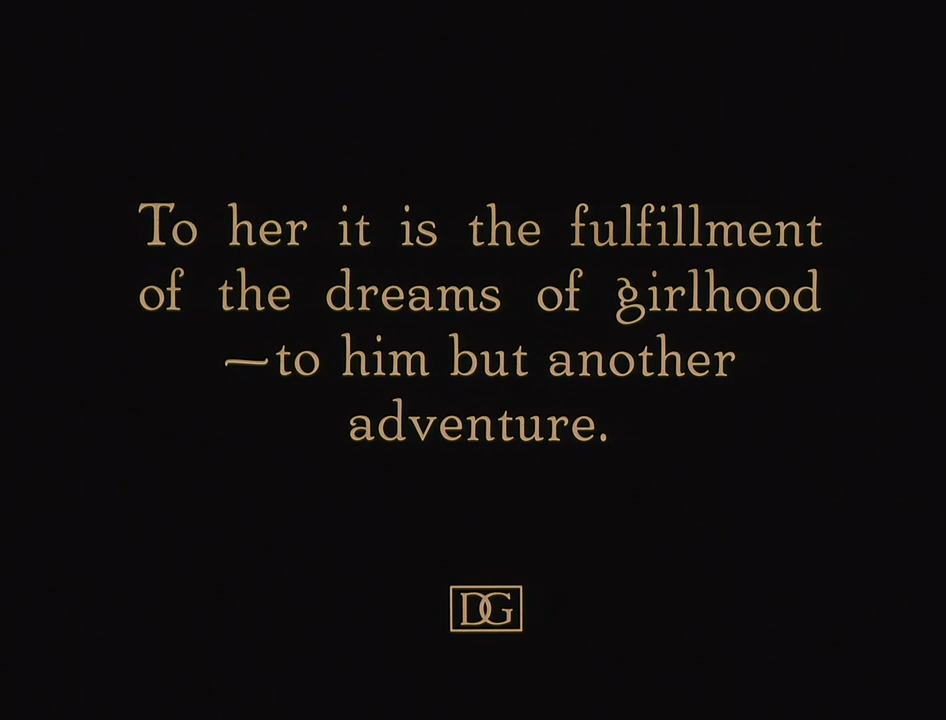 To her it is the fulfillment
of the dreams of girlhood
—to him but another
adventure.
DG